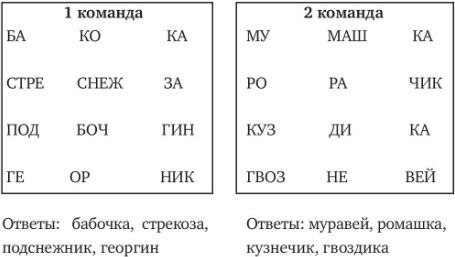 1 команда
БА КО КА
СТРЕ СНЕЖ ЗА
ПОД БОЧ ГИН
ГЕ ОР НИК
Ответы: бабочка, стрекоза,
подснежник, георгин
2 команда
МУ МАШ КА
РО РА ЧИК
КУЗ ДИ КА
ГВОЗ НЕ ВЕЙ
Ответы: муравей, ромашка,
кузнечик, гвоздика